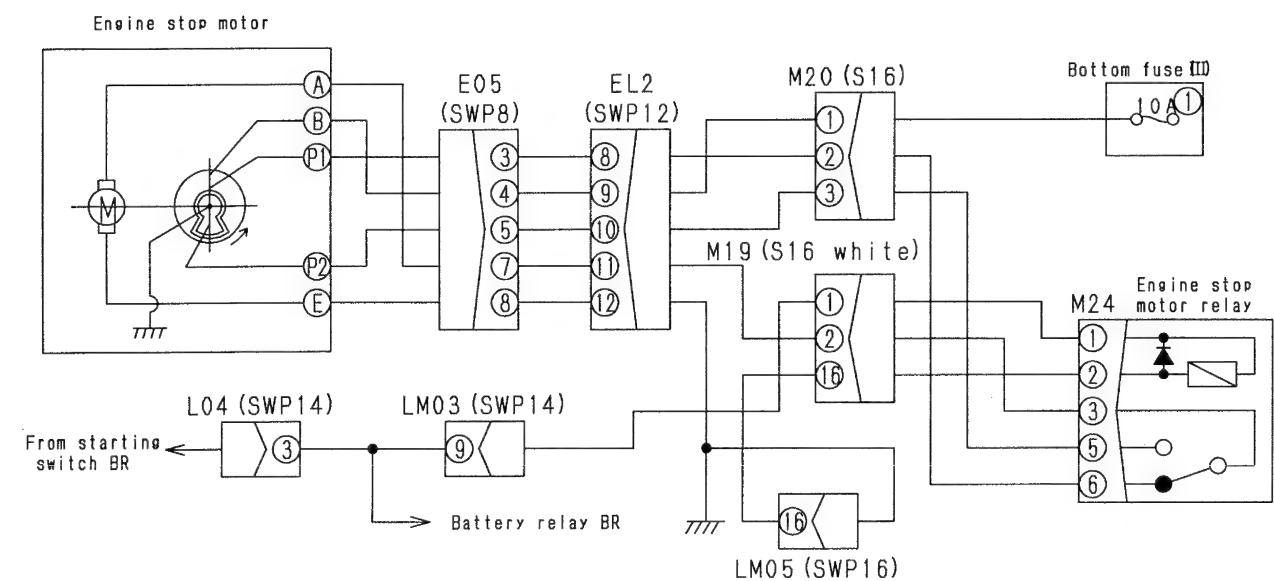 Engine stop motor
A
B
P1
P2
E
M
E05
(SWP8)
3
4
5
7
8
EL2
(SWP12)
8
9
10
11
12
M20 (S16)
1
2
3
Bottom fuse (III)
10A
1
M19 (S16 white)
1
2
16
M24
Engine stop
motor relay
1
2
3
5
6
L04 (SWP14)
3
LM03 (SWP14)
9
From starting
switch BR
Battery relay BR
16
LM05 (SWP16)